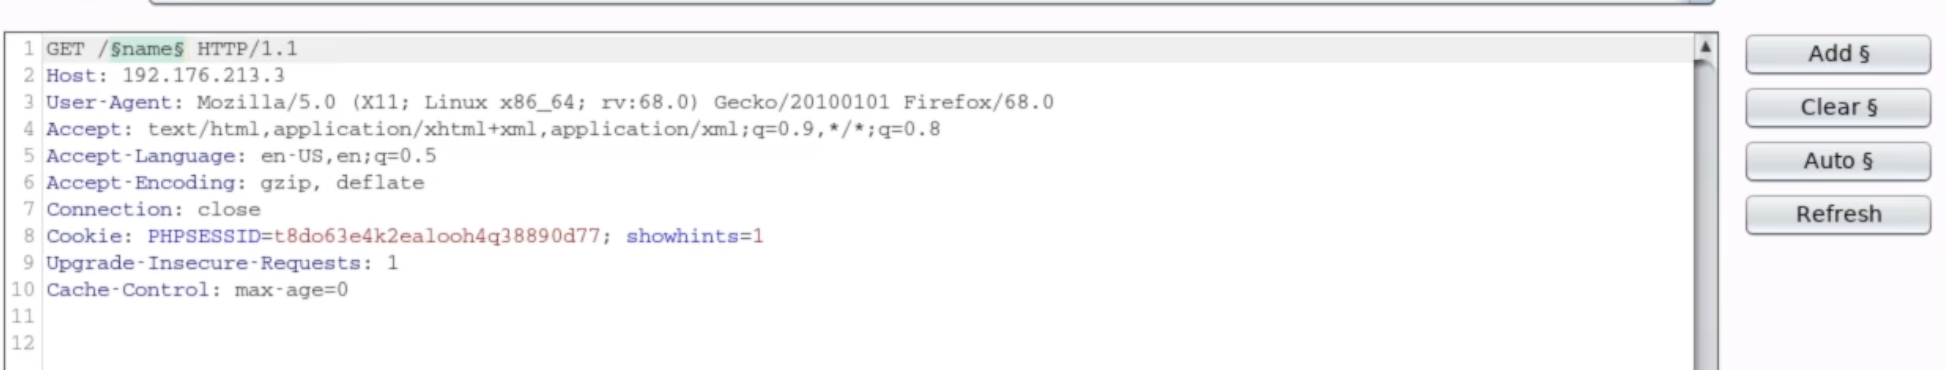 1 GET /§name§ HTTP/1.1
Add §
2 Host: 192.176.213.3
3 User-Agent: Mozilla/5.0 (X11; Linux x86_64; rv:68.0) Gecko/20100101 Firefox/68.0
Clear §
4 Accept: text/html,application/xhtml+xml,application/xml;q=0.9,*/*;q=0.8
5 Accept-Language: en-US,en;q=0.5
Auto §
6 Accept-Encoding: gzip, deflate
7 Connection: close
Refresh
8 Cookie: PHPSESSID=t8do63e4k2ealooh4q38890d77; showhints=1
9 Upgrade-Insecure-Requests: 1
10 Cache-Control: max-age=0
11
12